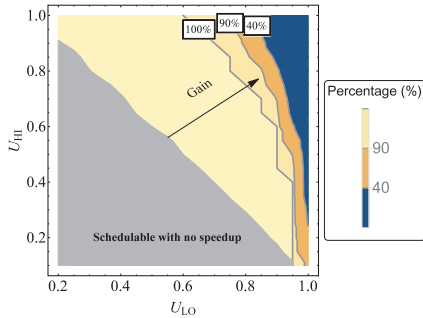 1.0
0.8
0.6
0.4
0.2
U_HI
100%
90%
40%
Gain
Schedulable with no speedup
0.2 0.4 0.6 0.8 1.0
U_LO
Percentage (%)
90
40